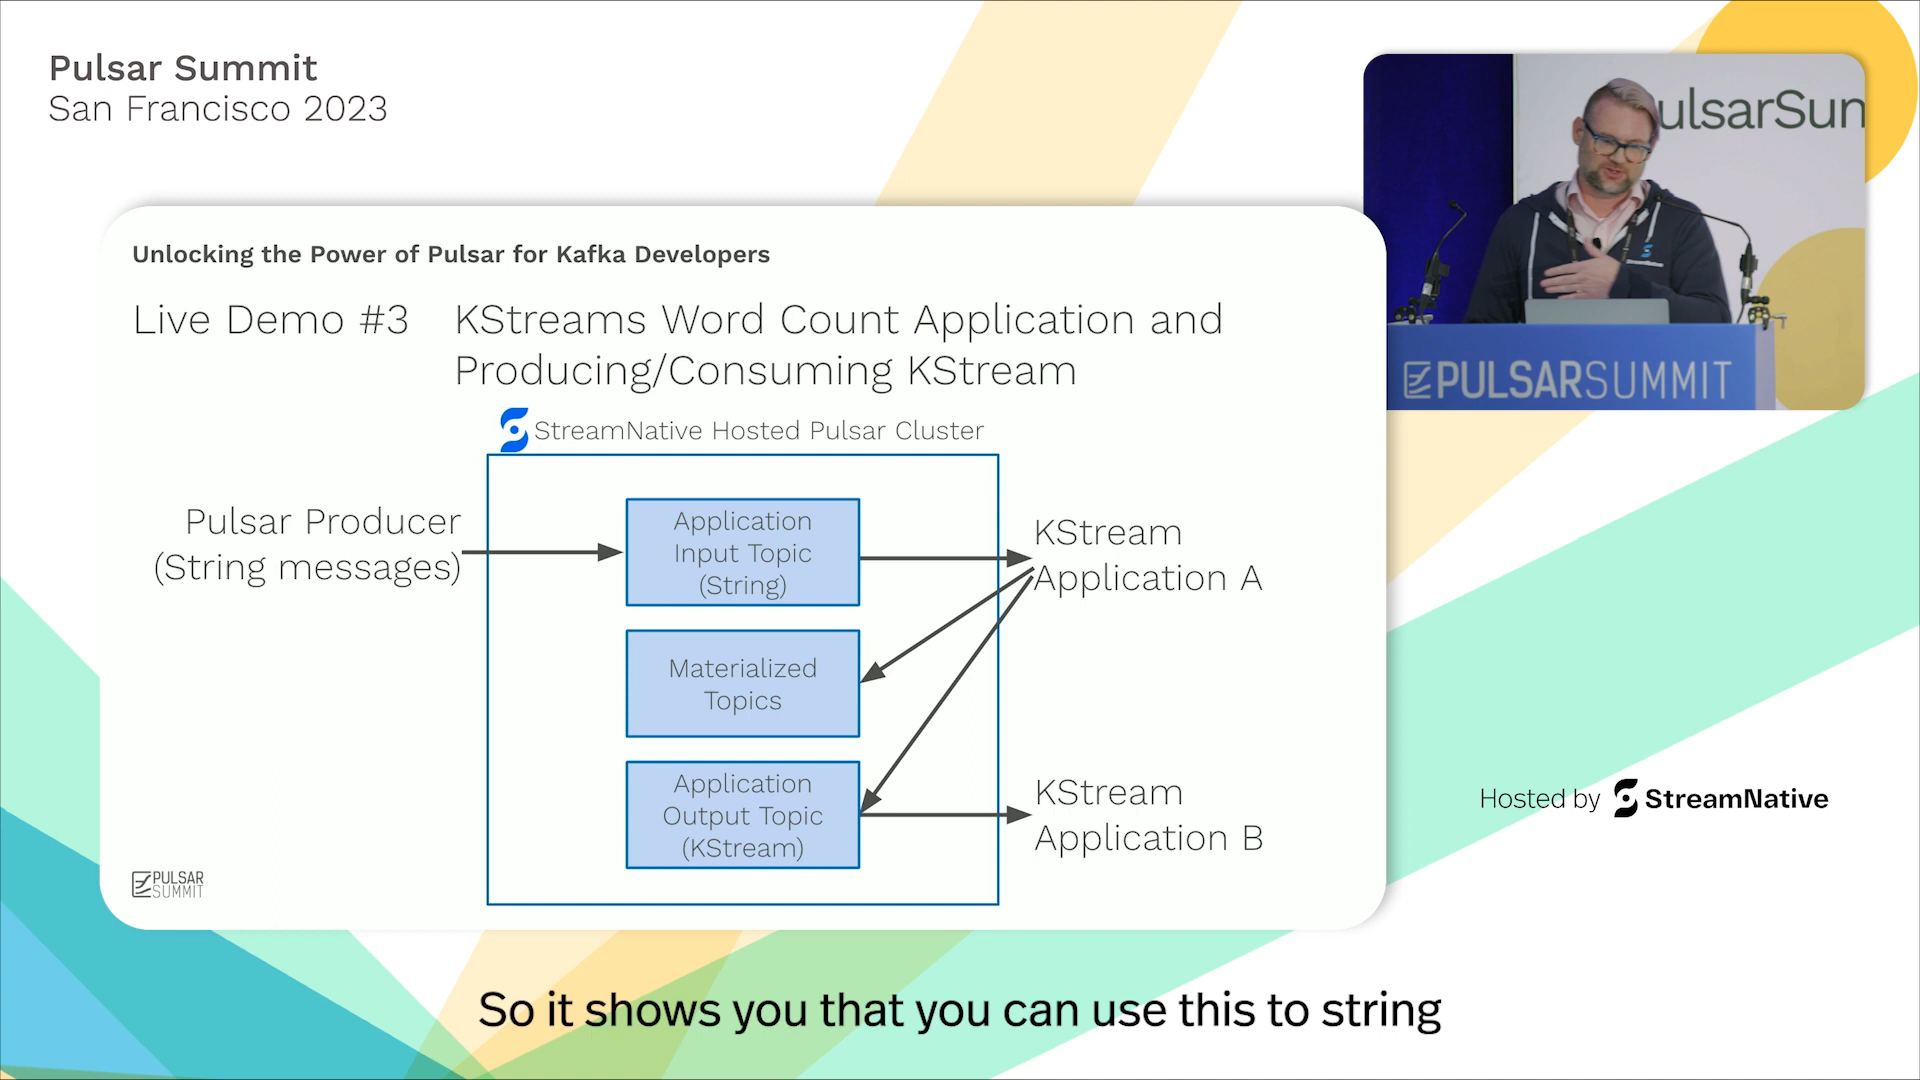 Pulsar Summit
San Francisco 2023
ulsarSun
PULSARSUMMIT
Unlocking the Power of Pulsar for Kafka Developers
Live Demo #3
KStreams Word Count Application and
Producing/Consuming KStream
StreamNative Hosted Pulsar Cluster
Pulsar Producer
(String messages)
Application
Input Topic
(String)
KStream
Application A
Materialized
Topics
Application
Output Topic
(KStream)
KStream
Application B
PULSAR
SUMMIT
Hosted by StreamNative
So it shows you that you can use this to string